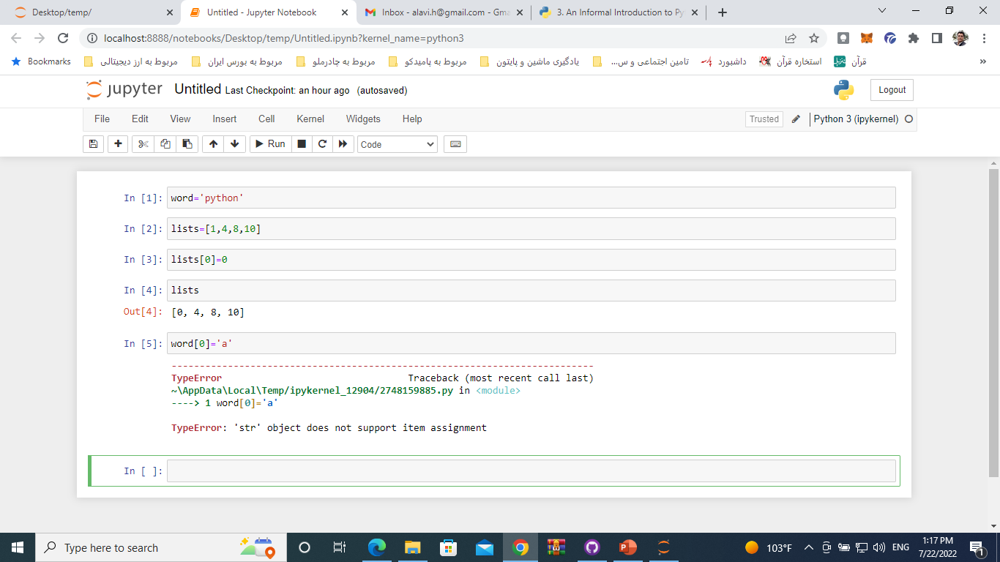 Desktop/temp/
Untitled - Jupyter Notebook
Inbox - alavi.h@gmail.com - Gma
3. An Informal Introduction to Py
localhost:8888/notebooks/Desktop/temp/Untitled.ipynb?kernel_name=python3
Bookmarks
مربوط به ارز دیجیتالی
مربوط به بورس ایران
مربوط به چادرملو
مربوط به پامیدکو
یادگیری ماشین و پایتون
تامین اجتماعی و س...
داشبورد
استخاره قرآن
قرآن
»
jupyter
Untitled Last Checkpoint: an hour ago (autosaved)
Logout
File Edit View Insert Cell Kernel Widgets Help
Trusted
Python 3 (ipykernel)
Run
Code
In [1]: word='python'
In [2]: lists=[1,4,8,10]
In [3]: lists[0]=0
In [4]: lists
Out[4]: [0, 4, 8, 10]
In [5]: word[0]='a'
---------------------------------------------------------------------------
TypeError Traceback (most recent call last)
~\AppData\Local\Temp/ipykernel_12904/2748159885.py in <module>
----> 1 word[0]='a'
TypeError: 'str' object does not support item assignment
In [ ]:
Type here to search
103°F
ENG
1:17 PM
7/22/2022
1